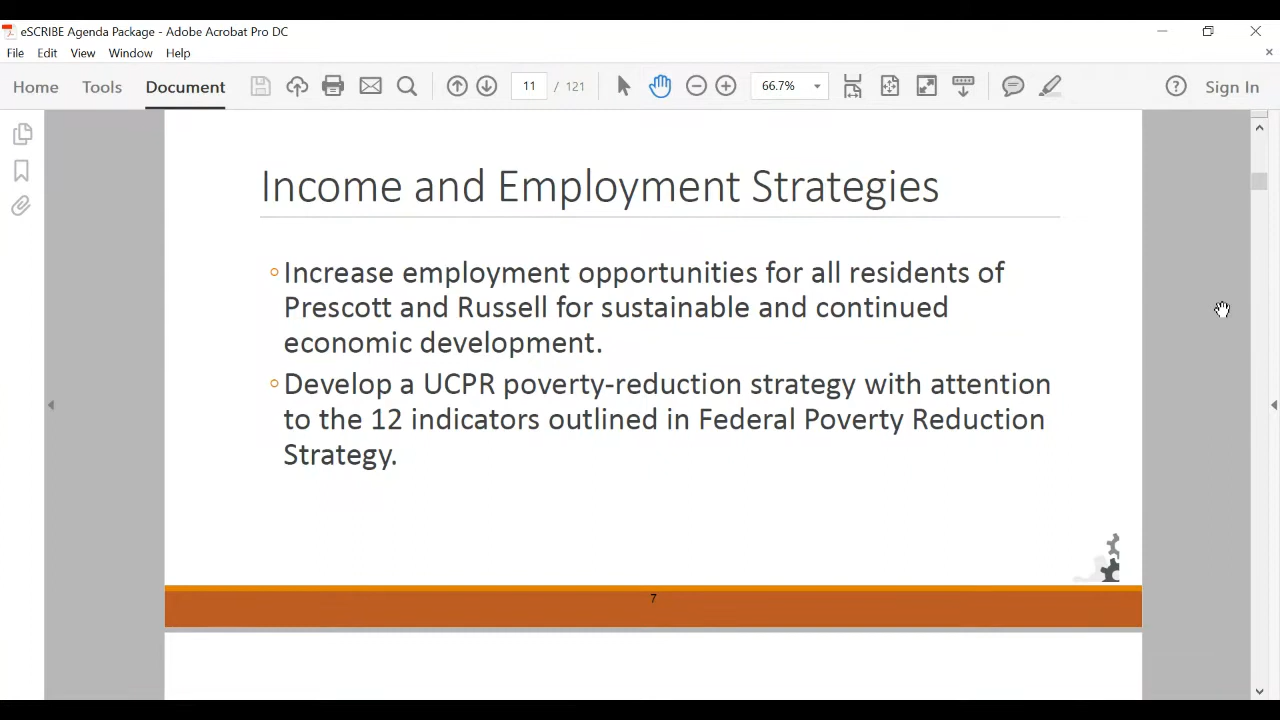 eSCRIBE Agenda Package - Adobe Acrobat Pro DC
File Edit View Window Help
Home Tools Document 11 / 121 66.7% Sign In
Income and Employment Strategies
Increase employment opportunities for all residents of
Prescott and Russell for sustainable and continued
economic development.
Develop a UCPR poverty-reduction strategy with attention
to the 12 indicators outlined in Federal Poverty Reduction
Strategy.
7